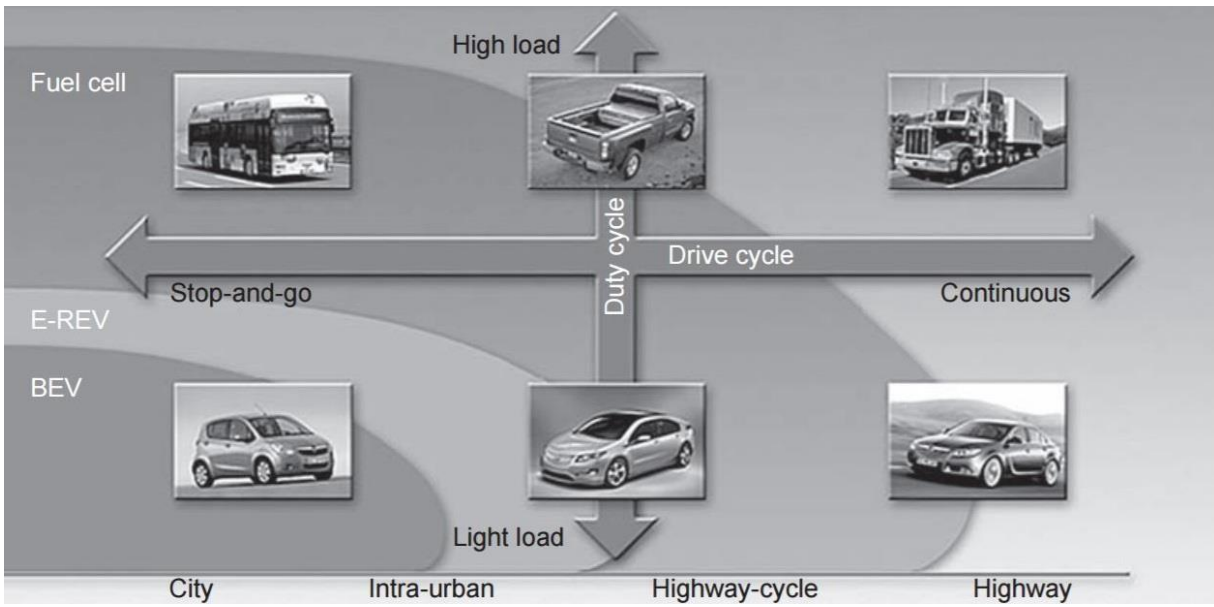 High load
Fuel cell
Duty cycle
Drive cycle
Stop-and-go
Continuous
E-REV
BEV
Light load
City
Intra-urban
Highway-cycle
Highway